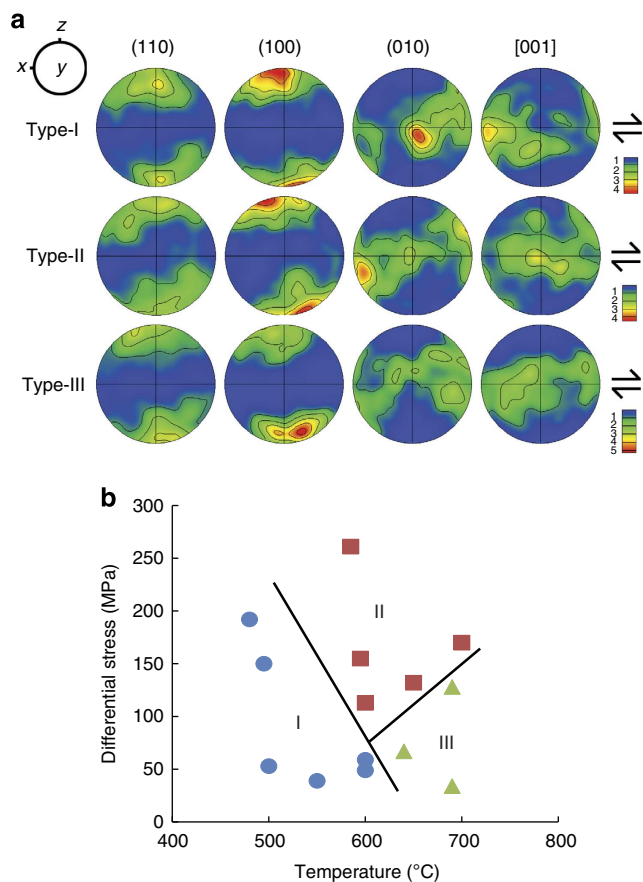 a
z
x y
(110) (100) (010) [001]
Type-I
1
2
3
4
Type-II
1
2
3
4
Type-III
1
2
3
4
5
b
300
250
200
150
100
50
0
Differential stress (MPa)
I
II
III
400 500 600 700 800
Temperature (°C)